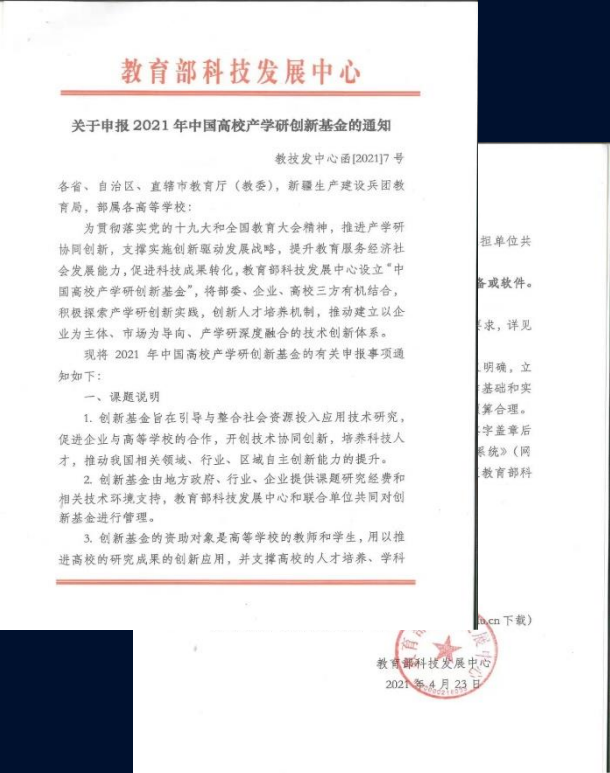 教育部科技发展中心
关于申报 2021 年中国高校产学研创新基金的通知
教技发中心函[2021]7 号
各省、自治区、直辖市教育厅（教委），新疆生产建设兵团教
育局，部属各高等学校：
为贯彻落实党的十九大和全国教育大会精神，推进产学研
协同创新，支撑实施创新驱动发展战略，提升教育服务经济社
会发展能力，促进科技成果转化，教育部科技发展中心设立“中
国高校产学研创新基金”，将部委、企业、高校三方有机结合，
积极探索产学研创新实践，创新人才培养机制，推动建立以企
业为主体、市场为导向、产学研深度融合的技术创新体系。
现将 2021 年中国高校产学研创新基金的有关申报事项通
知如下：
一、课题说明
1. 创新基金旨在引导与整合社会资源投入应用技术研究，
促进企业与高等学校的合作，开创技术协同创新，培养科技人
才，推动我国相关领域、行业、区域自主创新能力的提升。
2. 创新基金由地方政府、行业、企业提供课题研究经费和
相关技术环境支持，教育部科技发展中心和联合单位共同对创
新基金进行管理。
3. 创新基金的资助对象是高等学校的教师和学生，用以推
进高校的研究成果的创新应用，并支撑高校的人才培养、学科
担单位共
备或软件。
要求，详见
明确，立
基础和实
算合理。
字盖章后
系统》（网
教育部科
.cn 下载）
教育部科技发展中心
2021 年 4 月 23 日